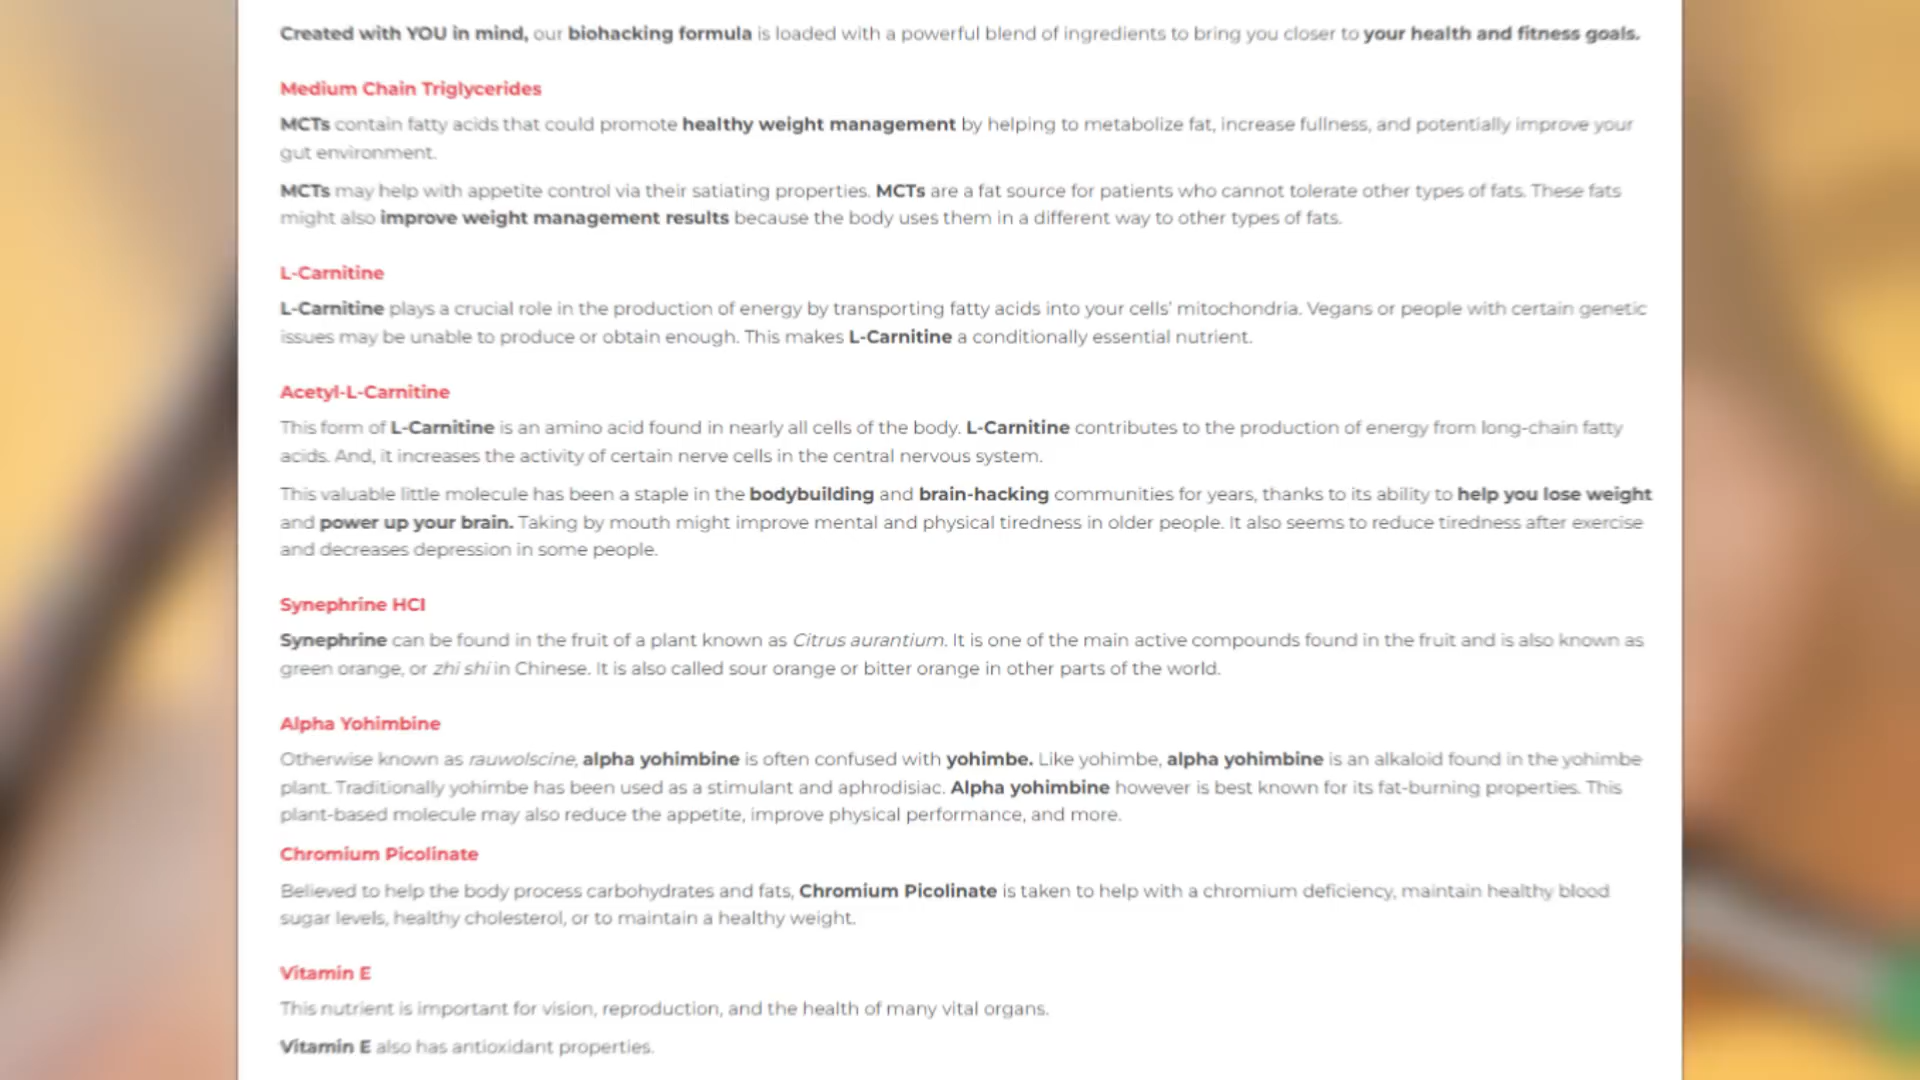 Created with YOU in mind, our biohacking formula is loaded with a powerful blend of ingredients to bring you closer to your health and fitness goals.
Medium Chain Triglycerides
MCTs contain fatty acids that could promote healthy weight management by helping to metabolize fat, increase fullness, and potentially improve your
gut environment.
MCTs may help with appetite control via their satiating properties. MCTs are a fat source for patients who cannot tolerate other types of fats. These fats
might also improve weight management results because the body uses them in a different way to other types of fats.
L-Carnitine
L-Carnitine plays a crucial role in the production of energy by transporting fatty acids into your cells' mitochondria. Vegans or people with certain genetic
issues may be unable to produce or obtain enough. This makes L-Carnitine a conditionally essential nutrient.
Acetyl-L-Carnitine
This form of L-Carnitine is an amino acid found in nearly all cells of the body. L-Carnitine contributes to the production of energy from long-chain fatty
acids. And, it increases the activity of certain nerve cells in the central nervous system.
This valuable little molecule has been a staple in the bodybuilding and brain-hacking communities for years, thanks to its ability to help you lose weight
and power up your brain. Taking by mouth might improve mental and physical tiredness in older people. It also seems to reduce tiredness after exercise
and decreases depression in some people.
Synephrine HCl
Synephrine can be found in the fruit of a plant known as Citrus aurantium. It is one of the main active compounds found in the fruit and is also known as
green orange, or zhi shi in Chinese. It is also called sour orange or bitter orange in other parts of the world.
Alpha Yohimbine
Otherwise known as rauwolscine, alpha yohimbine is often confused with yohimbe. Like yohimbe, alpha yohimbine is an alkaloid found in the yohimbe
plant. Traditionally yohimbe has been used as a stimulant and aphrodisiac. Alpha yohimbine however is best known for its fat-burning properties. This
plant-based molecule may also reduce the appetite, improve physical performance, and more.
Chromium Picolinate
Believed to help the body process carbohydrates and fats, Chromium Picolinate is taken to help with a chromium deficiency, maintain healthy blood
sugar levels, healthy cholesterol, or to maintain a healthy weight.
Vitamin E
This nutrient is important for vision, reproduction, and the health of many vital organs.
Vitamin E also has antioxidant properties.